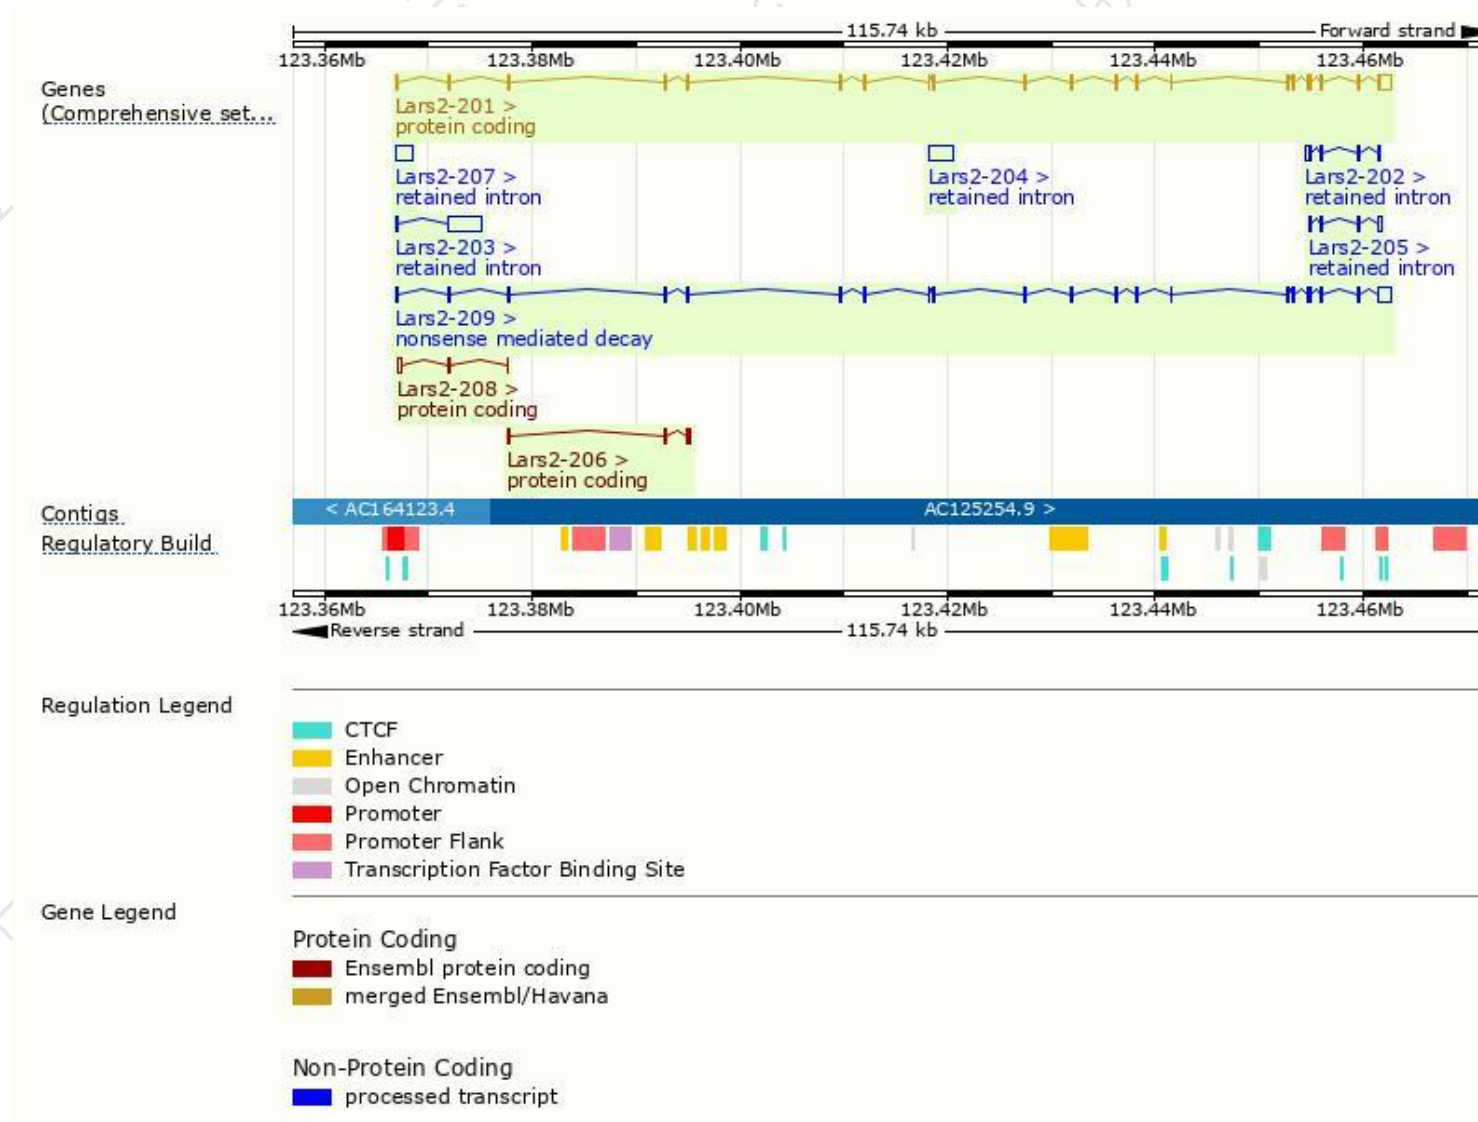 115.74 kb
Forward strand
123.36Mb 123.38Mb 123.40Mb 123.42Mb 123.44Mb 123.46Mb
Genes
(Comprehensive set...
Lars2-201 >
protein coding
Lars2-207 > Lars2-204 > Lars2-202 >
retained intron retained intron retained intron
Lars2-203 > Lars2-205 >
retained intron retained intron
Lars2-209 >
nonsense mediated decay
Lars2-208 >
protein coding
Lars2-206 >
protein coding
Contigs < AC164123.4 AC125254.9 >
Regulatory Build
123.36Mb 123.38Mb 123.40Mb 123.42Mb 123.44Mb 123.46Mb
Reverse strand 115.74 kb
Regulation Legend
CTCF
Enhancer
Open Chromatin
Promoter
Promoter Flank
Transcription Factor Binding Site
Gene Legend
Protein Coding
Ensembl protein coding
merged Ensembl/Havana
Non-Protein Coding
processed transcript